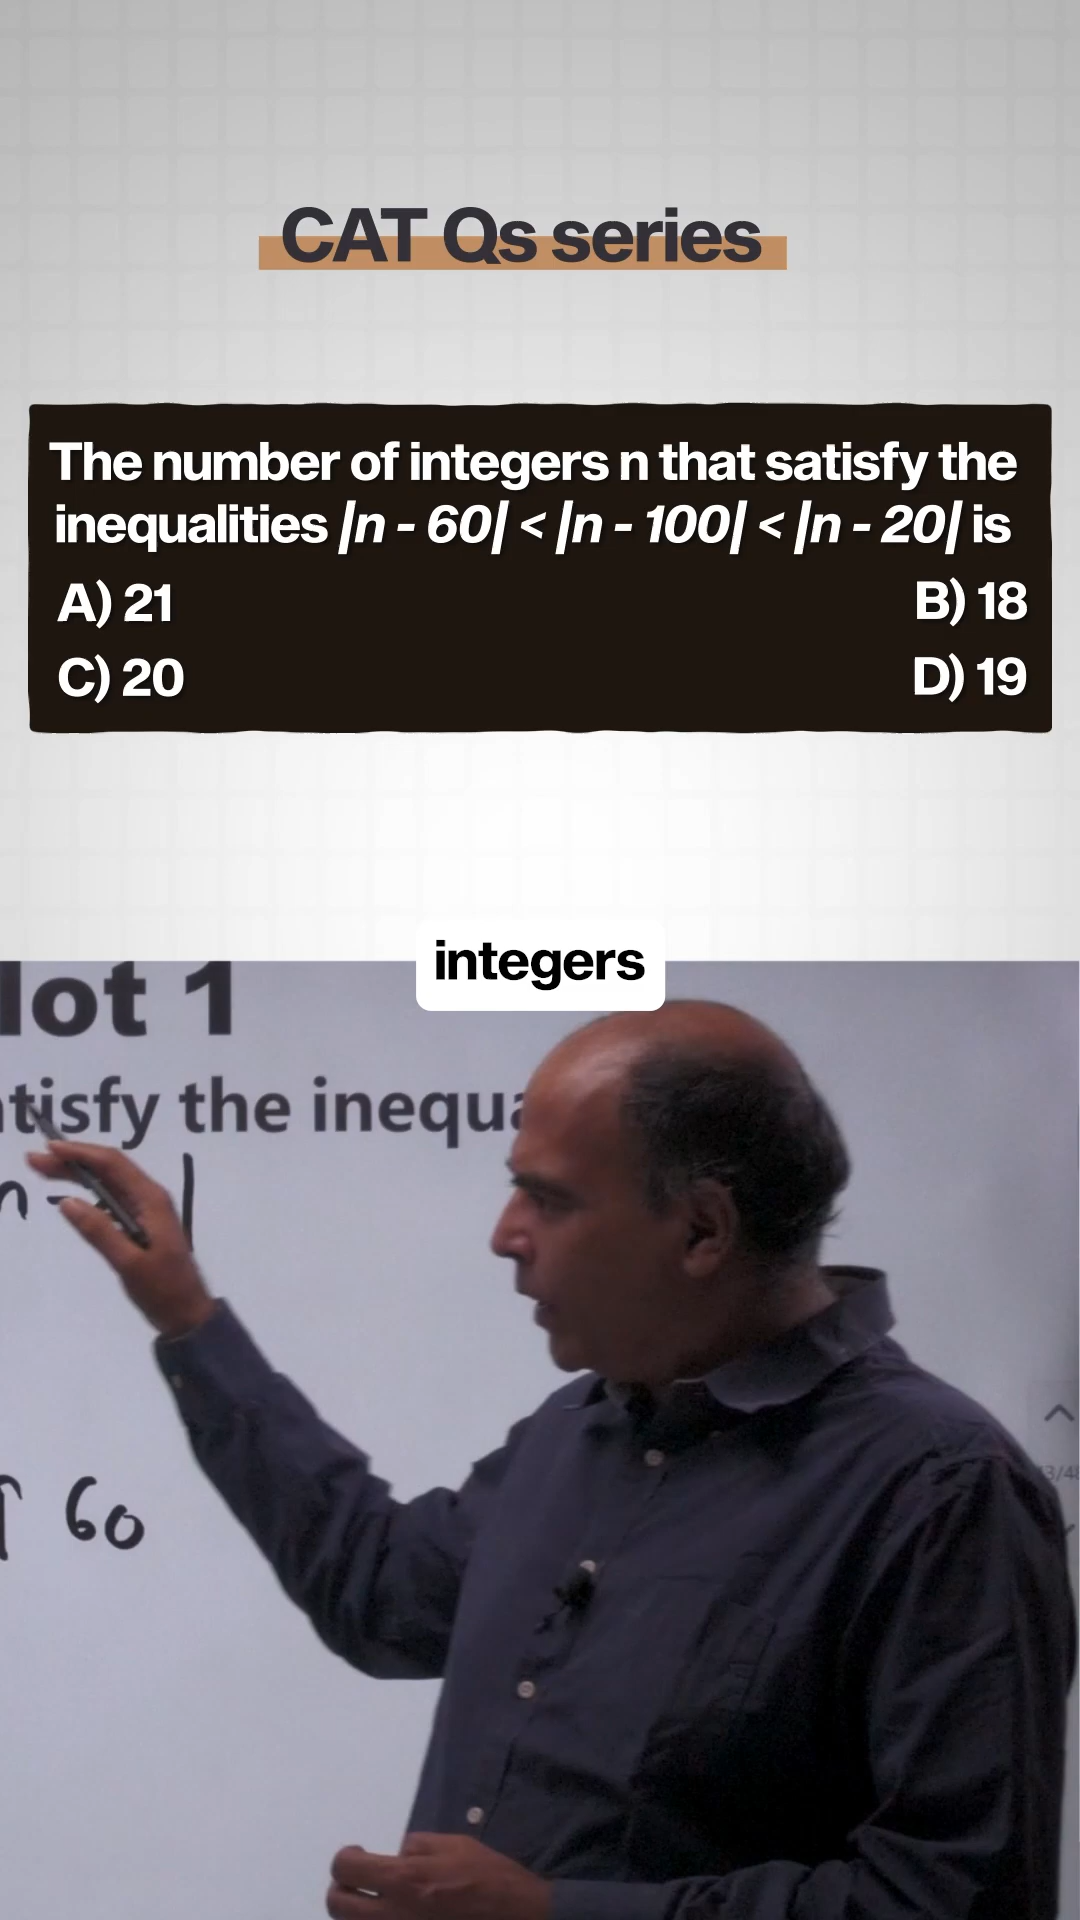 CAT Qs series
The number of integers n that satisfy the
inequalities |n - 60| < |n - 100| < |n - 20| is
A) 21 B) 18
C) 20 D) 19
integers
lot 1
tisfy the inequa
n -
60